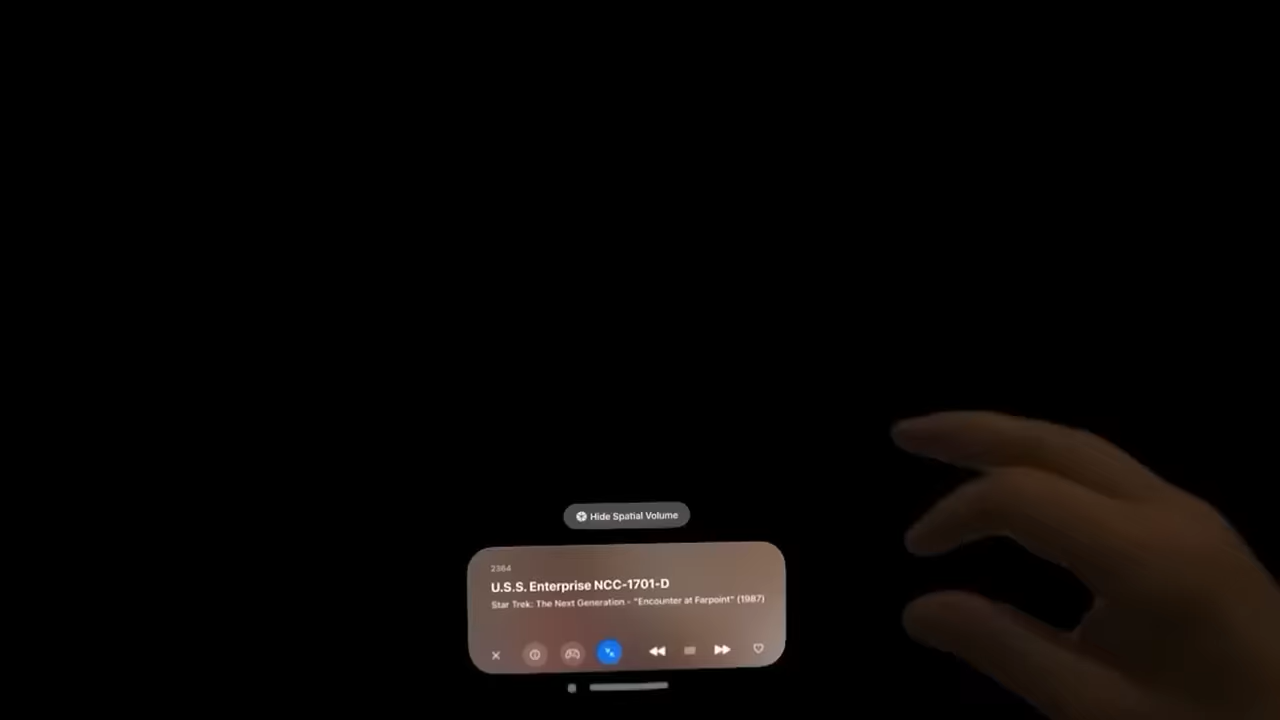 Hide Spatial Volume
2364
U.S.S. Enterprise NCC-1701-D
Star Trek: The Next Generation - "Encounter at Farpoint" (1987)